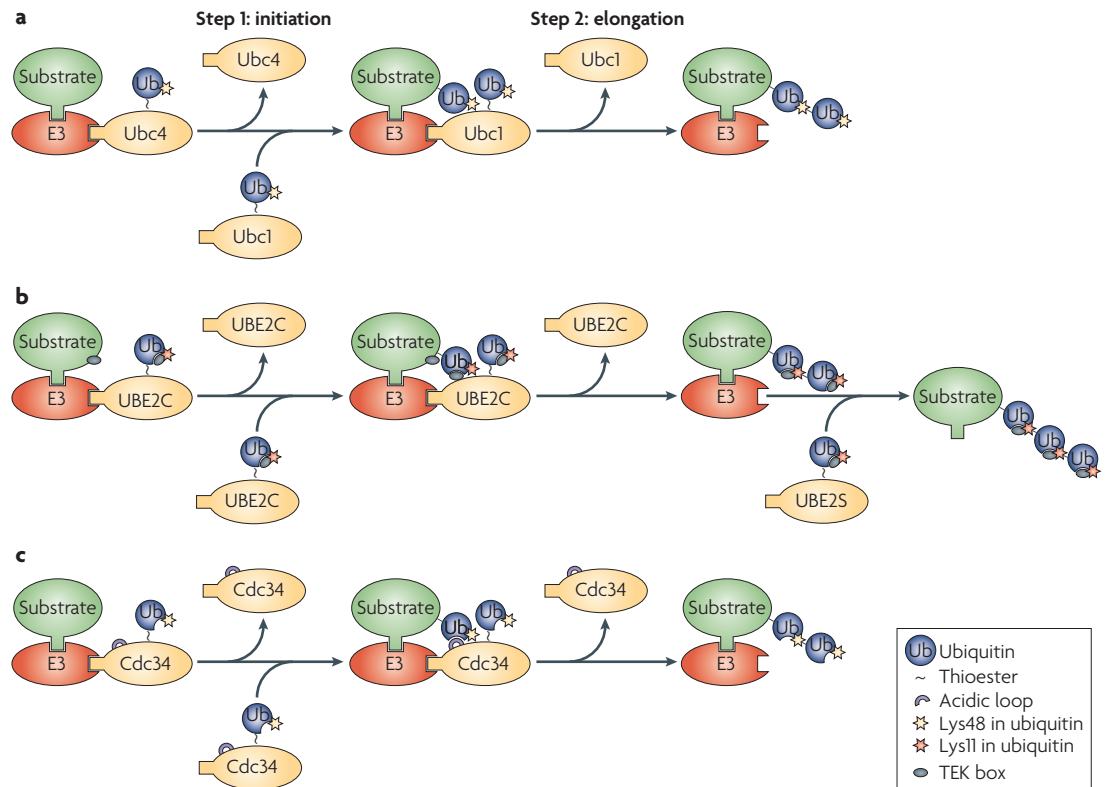 a
Step 1: initiation
Step 2: elongation
Substrate
Ub
E3
Ubc4
Ubc4
Ub
Ubc1
Substrate
Ub
Ub
E3
Ubc1
Ubc1
Substrate
Ub
Ub
E3
b
Substrate
Ub
E3
UBE2C
UBE2C
Ub
UBE2C
Substrate
Ub
Ub
E3
UBE2C
UBE2C
Substrate
Ub
Ub
E3
Ub
UBE2S
Substrate
Ub
Ub
Ub
c
Substrate
Ub
E3
Cdc34
Cdc34
Ub
Cdc34
Substrate
Ub
Ub
E3
Cdc34
Cdc34
Substrate
Ub
Ub
E3
Ub Ubiquitin
~ Thioester
Acidic loop
Lys48 in ubiquitin
Lys11 in ubiquitin
TEK box